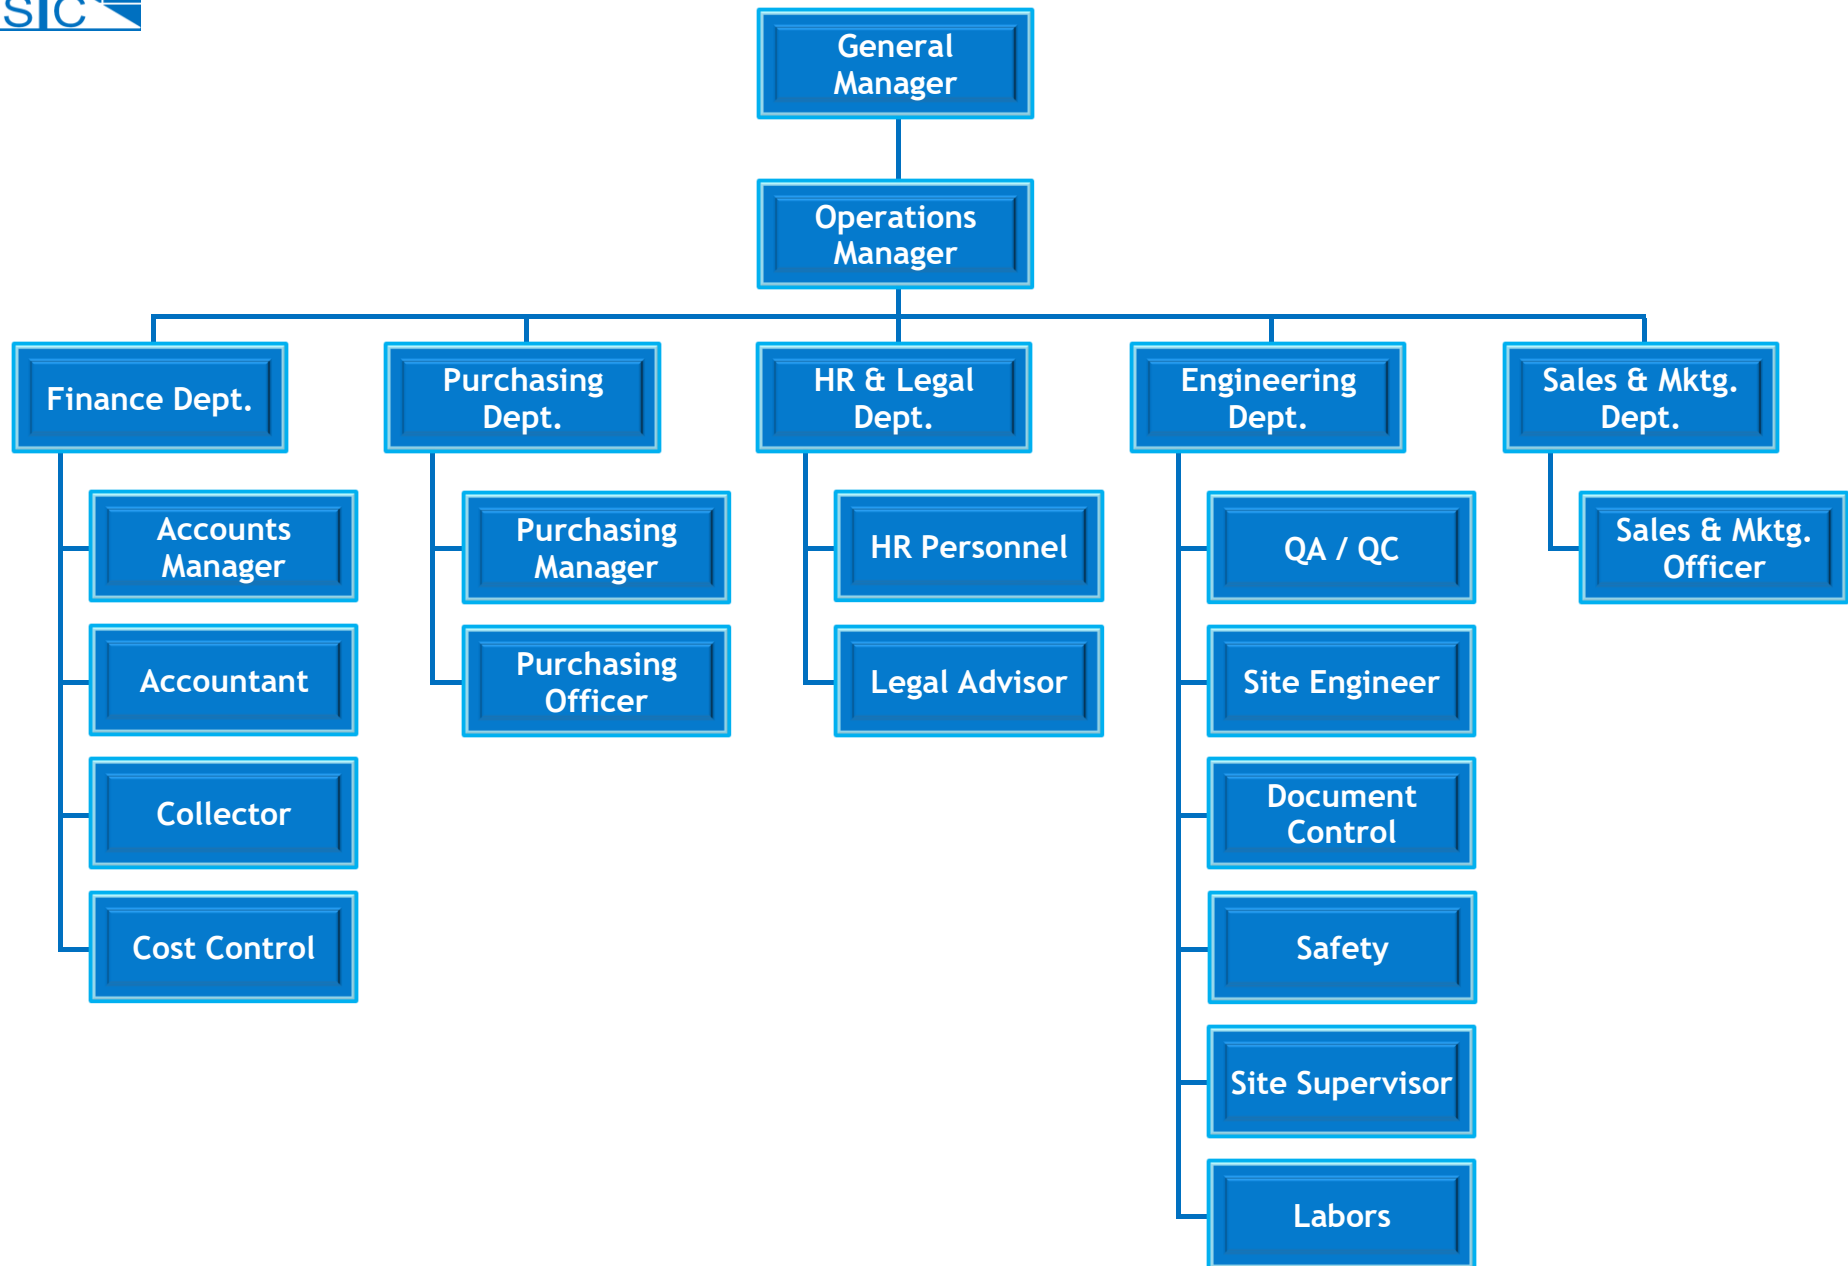 SIC
General
Manager
Operations
Manager
Finance Dept.
Purchasing
Dept.
HR & Legal
Dept.
Engineering
Dept.
Sales & Mktg.
Dept.
Accounts
Manager
Accountant
Collector
Cost Control
Purchasing
Manager
Purchasing
Officer
HR Personnel
Legal Advisor
QA / QC
Site Engineer
Document
Control
Safety
Site Supervisor
Labors
Sales & Mktg.
Officer